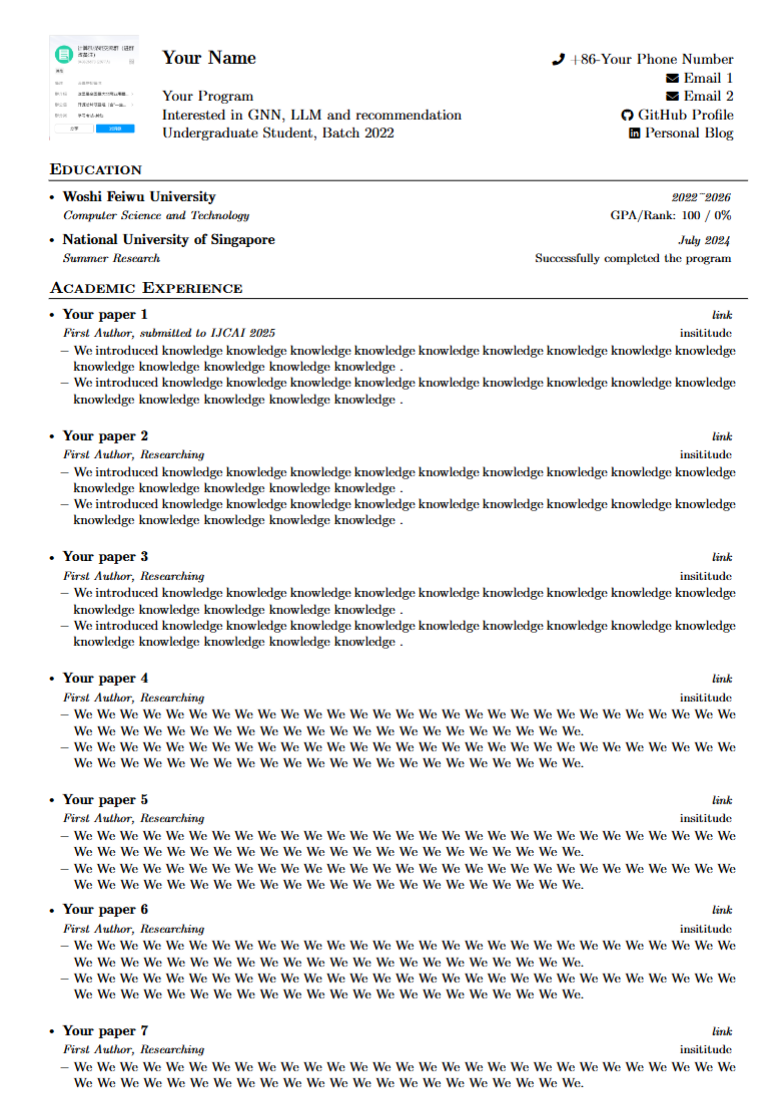 Your Name
+86-Your Phone Number
Email 1
Your Program
Email 2
Interested in GNN, LLM and recommendation
GitHub Profile
Undergraduate Student, Batch 2022
Personal Blog
EDUCATION
• Woshi Feiwu University 2022~2026
Computer Science and Technology GPA/Rank: 100 / 0%
• National University of Singapore July 2024
Summer Research Successfully completed the program
ACADEMIC EXPERIENCE
• Your paper 1 link
First Author, submitted to IJCAI 2025 insititude
– We introduced knowledge knowledge knowledge knowledge knowledge knowledge knowledge knowledge knowledge
knowledge knowledge knowledge knowledge knowledge .
– We introduced knowledge knowledge knowledge knowledge knowledge knowledge knowledge knowledge knowledge
knowledge knowledge knowledge knowledge knowledge .
• Your paper 2 link
First Author, Researching insititude
– We introduced knowledge knowledge knowledge knowledge knowledge knowledge knowledge knowledge knowledge
knowledge knowledge knowledge knowledge knowledge .
– We introduced knowledge knowledge knowledge knowledge knowledge knowledge knowledge knowledge knowledge
knowledge knowledge knowledge knowledge knowledge .
• Your paper 3 link
First Author, Researching insititude
– We introduced knowledge knowledge knowledge knowledge knowledge knowledge knowledge knowledge knowledge
knowledge knowledge knowledge knowledge knowledge .
– We introduced knowledge knowledge knowledge knowledge knowledge knowledge knowledge knowledge knowledge
knowledge knowledge knowledge knowledge knowledge .
• Your paper 4 link
First Author, Researching insititude
– We We We We We We We We We We We We We We We We We We We We We We We We We We We We We
We We We We We We We We We We We We We We We We We We We We We We.
– We We We We We We We We We We We We We We We We We We We We We We We We We We We We We
We We We We We We We We We We We We We We We We We We We We We We.
• Your paper 5 link
First Author, Researching insititude
– We We We We We We We We We We We We We We We We We We We We We We We We We We We We We
We We We We We We We We We We We We We We We We We We We We We We.
– We We We We We We We We We We We We We We We We We We We We We We We We We We We We We
We We We We We We We We We We We We We We We We We We We We We We.
• Your paper 6 link
First Author, Researching insititude
– We We We We We We We We We We We We We We We We We We We We We We We We We We We We We
We We We We We We We We We We We We We We We We We We We We We We.
– We We We We We We We We We We We We We We We We We We We We We We We We We We We We We
We We We We We We We We We We We We We We We We We We We We We We.
• Your paper 7 link
First Author, Researching insititude
– We We We We We We We We We We We We We We We We We We We We We We We We We We We We We
We We We We We We We We We We We We We We We We We We We We We We.